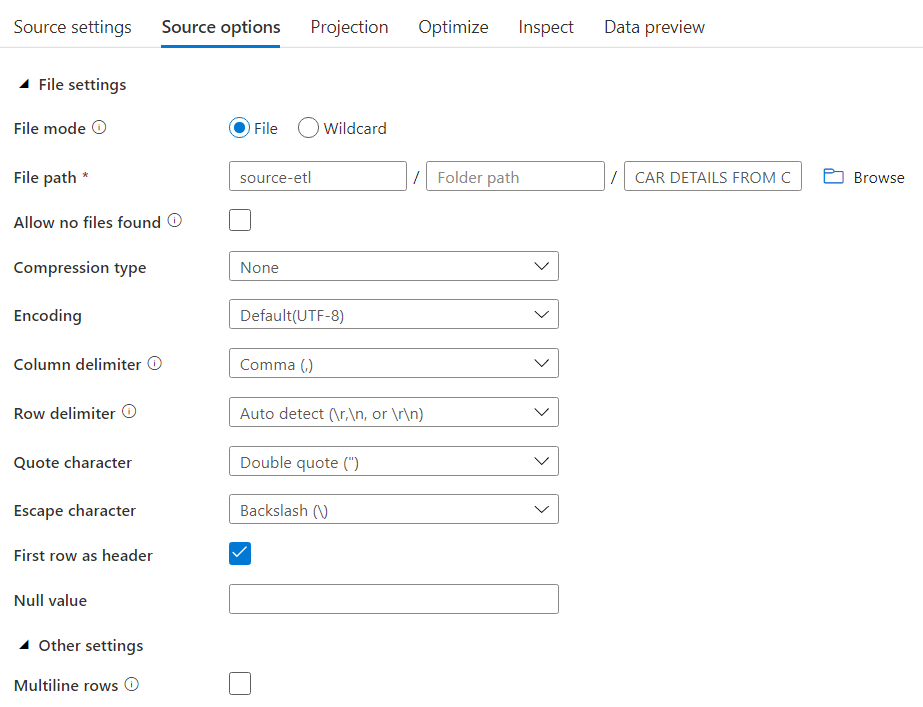 Source settings Source options Projection Optimize Inspect Data preview
File settings
File mode File Wildcard
File path * source-etl / Folder path / CAR DETAILS FROM C Browse
Allow no files found
Compression type None
Encoding Default(UTF-8)
Column delimiter Comma (,)
Row delimiter Auto detect (\r,\n, or \r\n)
Quote character Double quote (")
Escape character Backslash (\)
First row as header
Null value
Other settings
Multiline rows